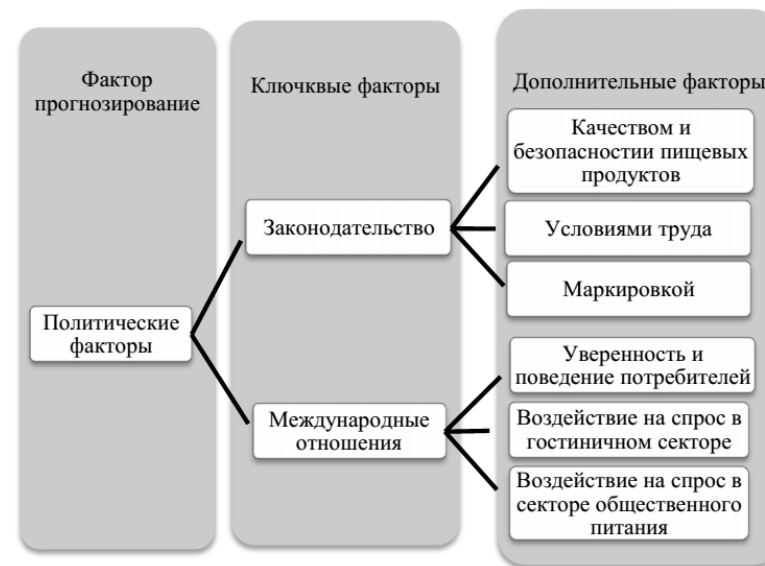 Фактор
прогнозирование
Ключквые факторы
Дополнительные факторы
Политические
факторы
Законодательство
Международные
отношения
Качеством и
безопасностии пищевых
продуктов
Условиями труда
Маркировкой
Уверенность и
поведение потребителей
Воздействие на спрос в
гостиничном секторе
Воздействие на спрос в
секторе общественного
питания